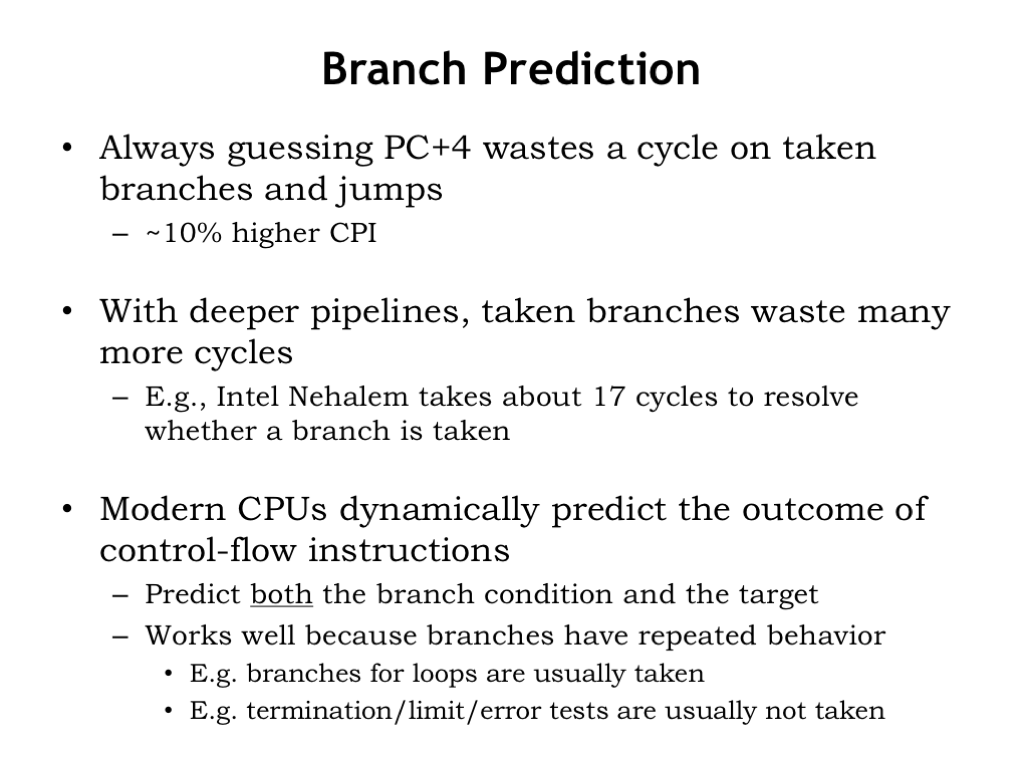 Branch Prediction
• Always guessing PC+4 wastes a cycle on taken
branches and jumps
– ~10% higher CPI
• With deeper pipelines, taken branches waste many
more cycles
– E.g., Intel Nehalem takes about 17 cycles to resolve
whether a branch is taken
• Modern CPUs dynamically predict the outcome of
control-flow instructions
– Predict both the branch condition and the target
– Works well because branches have repeated behavior
• E.g. branches for loops are usually taken
• E.g. termination/limit/error tests are usually not taken